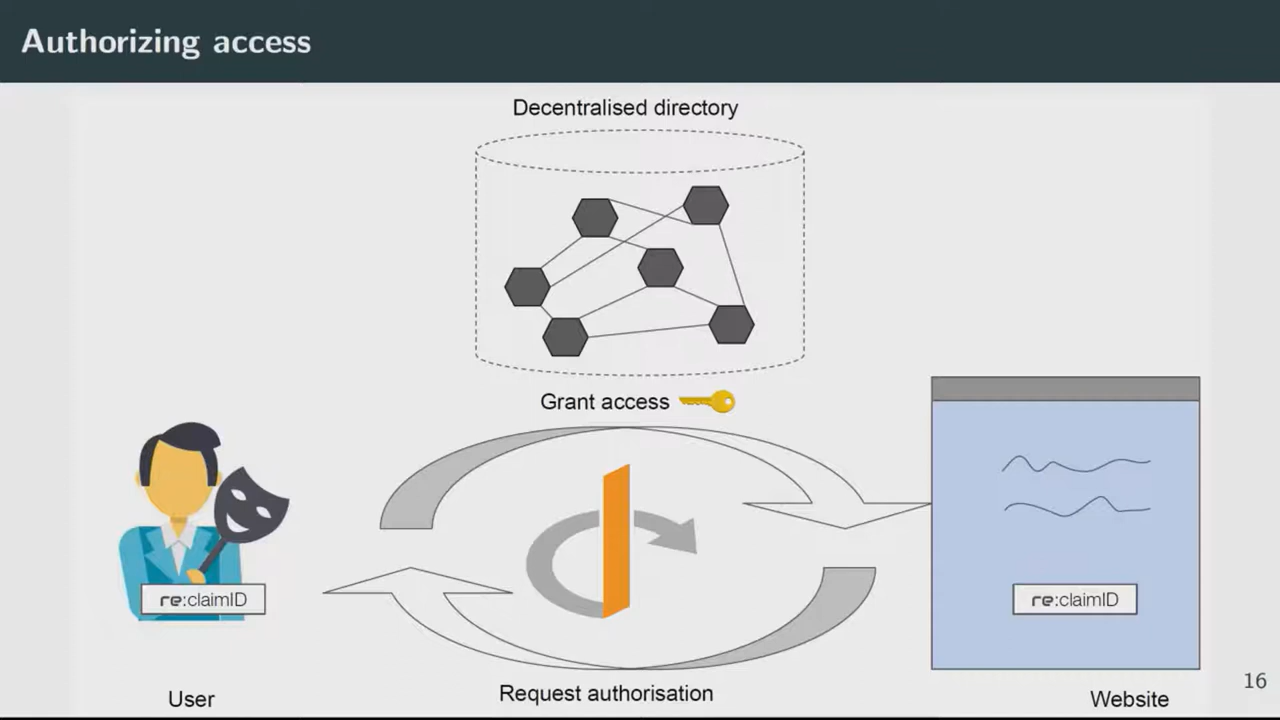 Authorizing access
Decentralised directory
Grant access
re:claimID
re:claimID
User
Request authorisation
Website
16